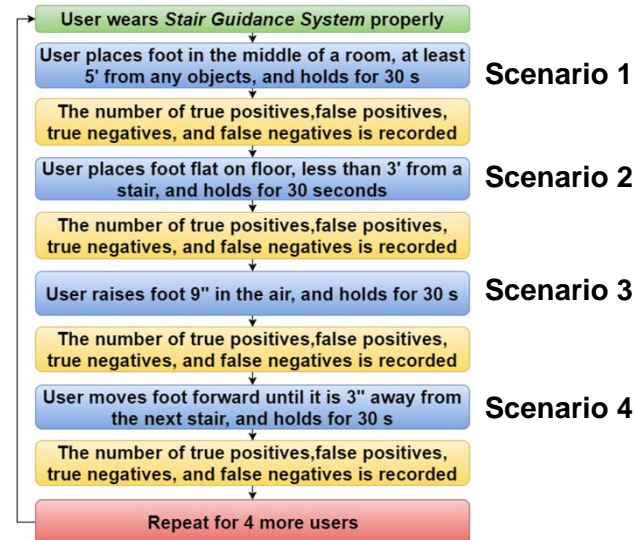 User wears Stair Guidance System properly
User places foot in the middle of a room, at least
5' from any objects, and holds for 30 s
Scenario 1
The number of true positives,false positives,
true negatives, and false negatives is recorded
User places foot flat on floor, less than 3' from a
stair, and holds for 30 seconds
Scenario 2
The number of true positives,false positives,
true negatives, and false negatives is recorded
User raises foot 9" in the air, and holds for 30 s
Scenario 3
The number of true positives,false positives,
true negatives, and false negatives is recorded
User moves foot forward until it is 3" away from
the next stair, and holds for 30 s
Scenario 4
The number of true positives,false positives,
true negatives, and false negatives is recorded
Repeat for 4 more users